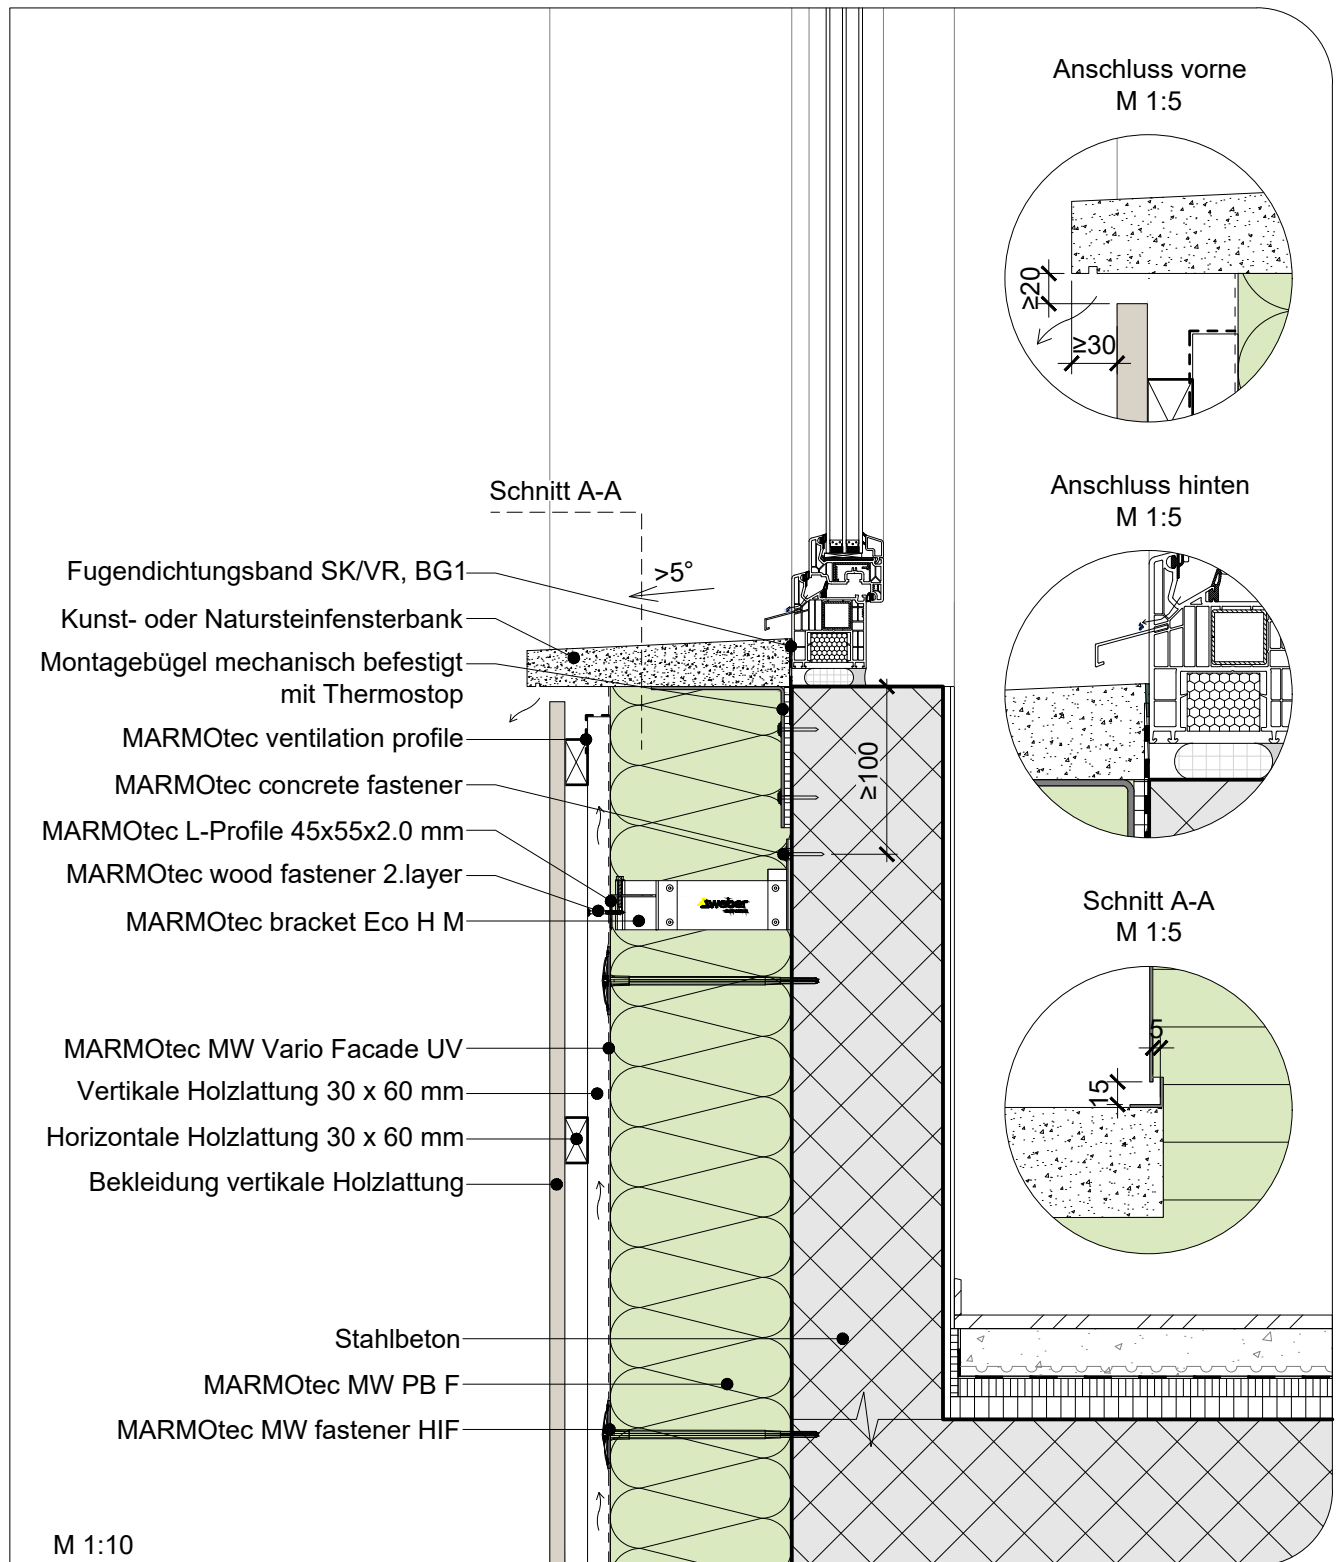 Anschluss vorne
M 1:5
≥20
≥30
Schnitt A-A
Anschluss hinten
M 1:5
Fugendichtungsband SK/VR, BG1
>5°
Kunst- oder Natursteinfensterbank
Montagebügel mechanisch befestigt
mit Thermostop
MARMOtec ventilation profile
MARMOtec concrete fastener
≥100
MARMOtec L-Profile 45x55x2.0 mm
MARMOtec wood fastener 2.layer
MARMOtec bracket Eco H M
weber
Schnitt A-A
M 1:5
5
15
MARMOtec MW Vario Facade UV
Vertikale Holzlattung 30 x 60 mm
Horizontale Holzlattung 30 x 60 mm
Bekleidung vertikale Holzlattung
Stahlbeton
MARMOtec MW PB F
MARMOtec MW fastener HIF
M 1:10